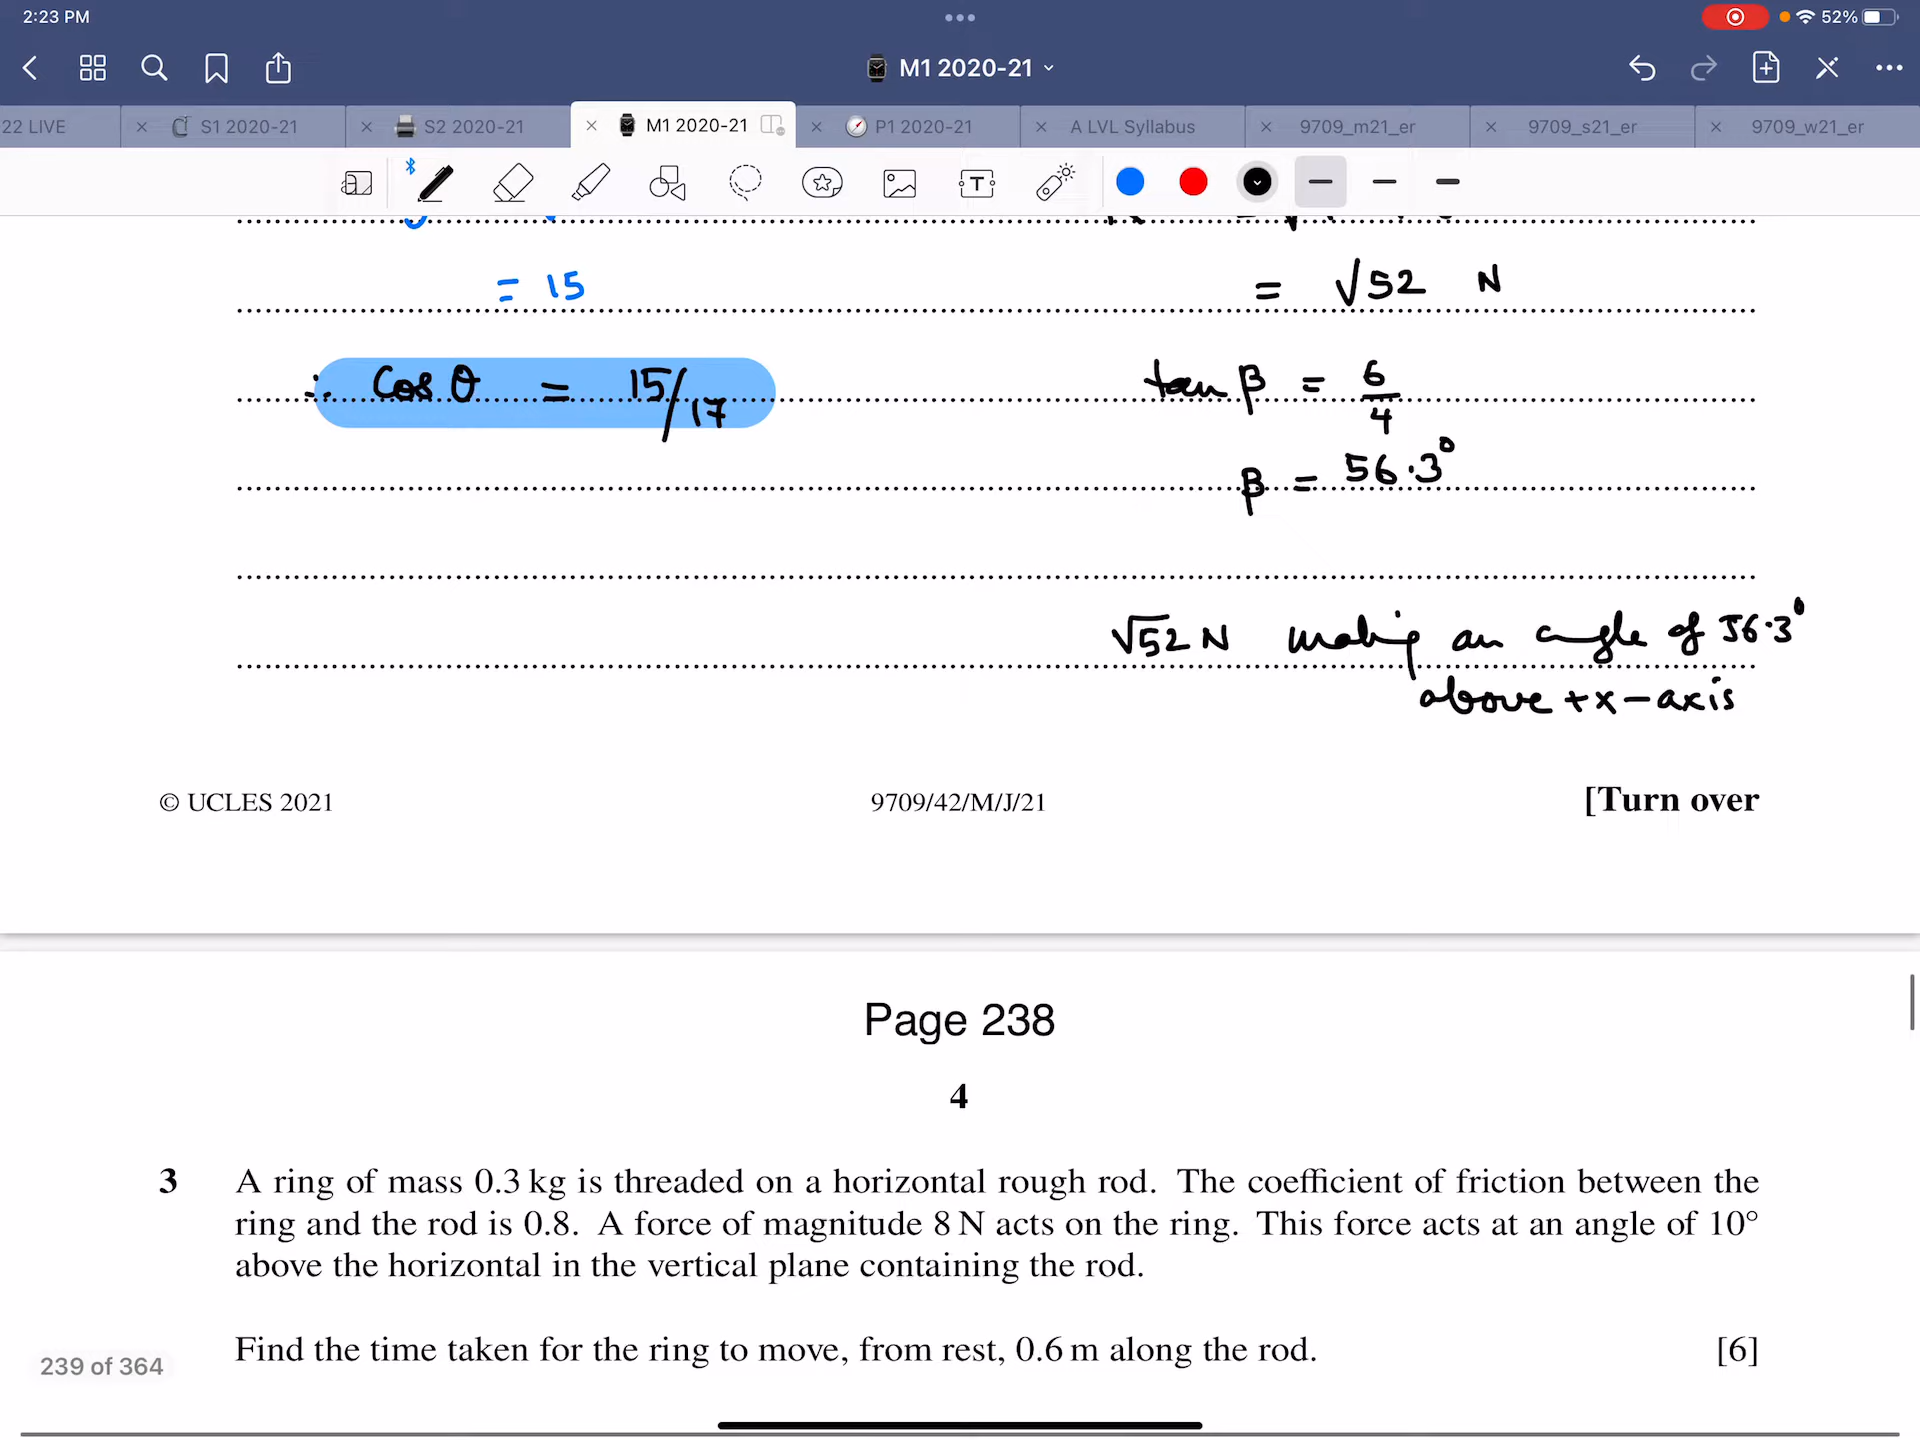 2:23 PM
52%
M1 2020-21
22 LIVE
S1 2020-21
S2 2020-21
M1 2020-21
P1 2020-21
A LVL Syllabus
9709_m21_er
9709_s21_er
9709_w21_er
= 15
= √52 N
∴ cos θ = 15/17
tan β = 6/4
β = 56.3°
√52 N making an angle of 56.3°
above +x-axis
© UCLES 2021
9709/42/M/J/21
[Turn over
Page 238
4
3 A ring of mass 0.3 kg is threaded on a horizontal rough rod. The coefficient of friction between the
ring and the rod is 0.8. A force of magnitude 8 N acts on the ring. This force acts at an angle of 10°
above the horizontal in the vertical plane containing the rod.
Find the time taken for the ring to move, from rest, 0.6 m along the rod. [6]
239 of 364